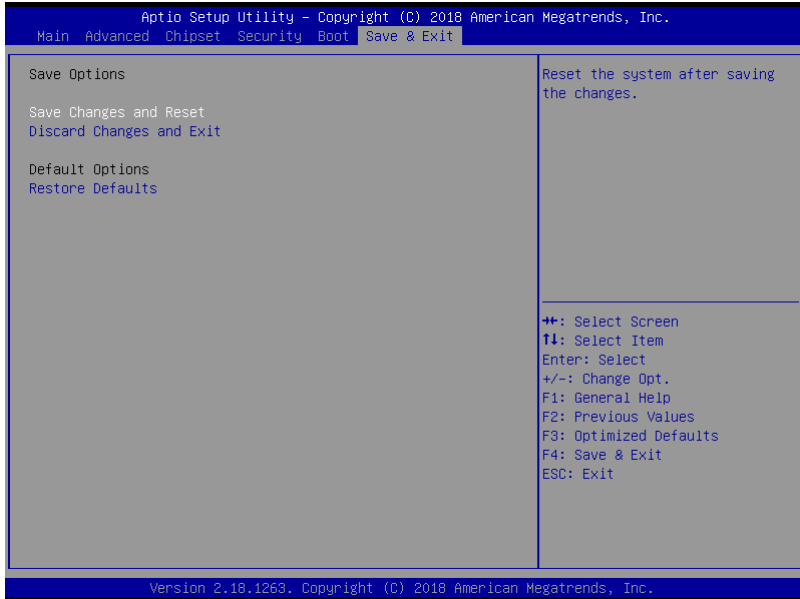 Aptio Setup Utility – Copyright (C) 2018 American Megatrends, Inc.
Main Advanced Chipset Security Boot Save & Exit
Save Options
Save Changes and Reset
Discard Changes and Exit
Default Options
Restore Defaults
Reset the system after saving
the changes.
→←: Select Screen
↑↓: Select Item
Enter: Select
+/-: Change Opt.
F1: General Help
F2: Previous Values
F3: Optimized Defaults
F4: Save & Exit
ESC: Exit
Version 2.18.1263. Copyright (C) 2018 American Megatrends, Inc.